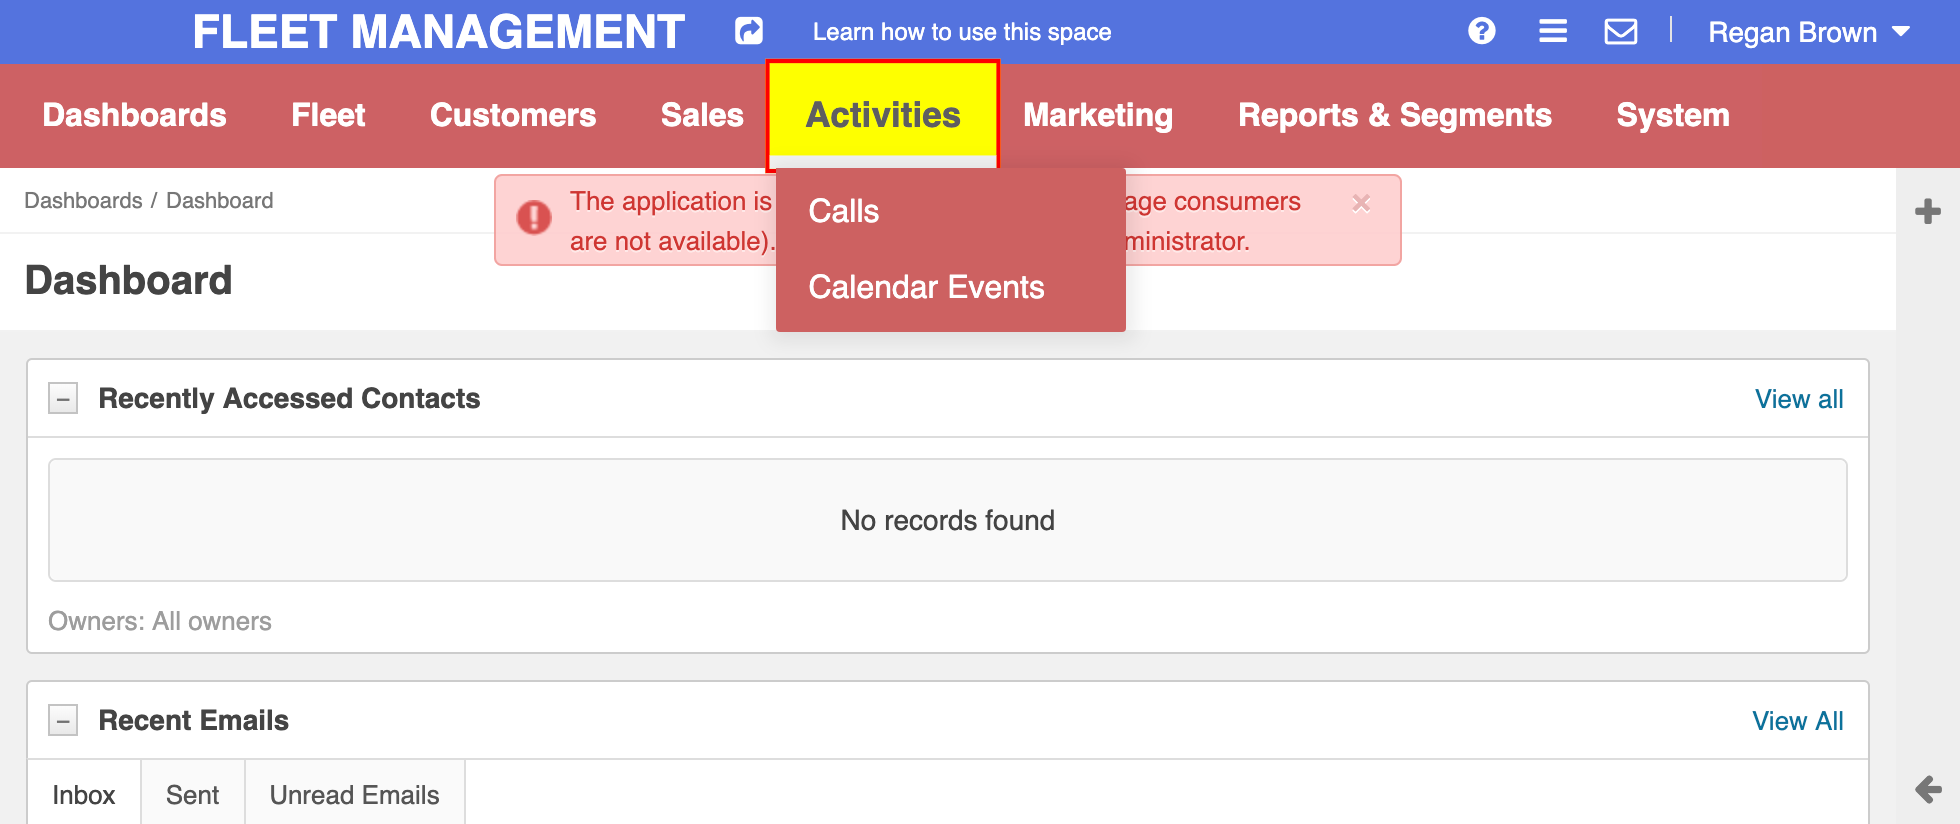 FLEET MANAGEMENT
Learn how to use this space
Regan Brown
Dashboards Fleet Customers Sales Activities Marketing Reports & Segments System
Dashboards / Dashboard
The application is
age consumers
are not available).
ministrator.
Calls
Calendar Events
Dashboard
Recently Accessed Contacts
View all
No records found
Owners: All owners
Recent Emails
View All
Inbox Sent Unread Emails